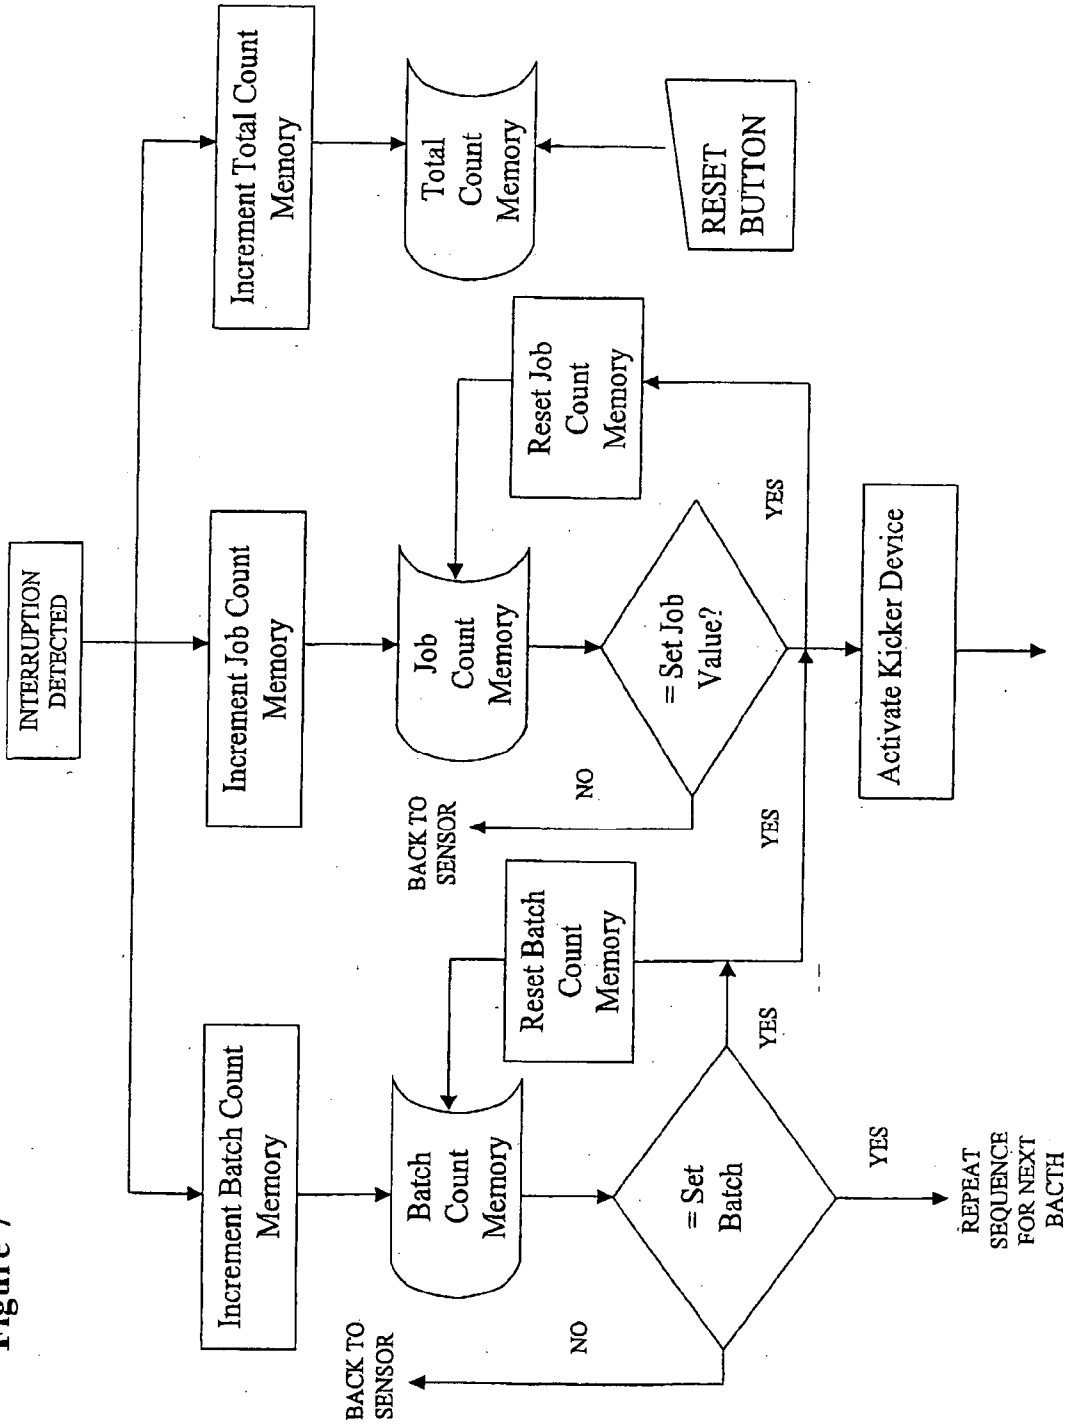 Figure 7
INTERRUPTION
DETECTED
Increment Batch Count
Memory
Increment Job Count
Memory
Increment Total Count
Memory
Batch
Count
Memory
Job
Count
Memory
Total
Count
Memory
BACK TO
SENSOR
NO
Reset Batch
Count
Memory
BACK TO
SENSOR
NO
Reset Job
Count
Memory
RESET
BUTTON
= Set
Batch
YES
YES
= Set Job
Value?
YES
YES
REPEAT
SEQUENCE
FOR NEXT
BACTH
Activate Kicker Device